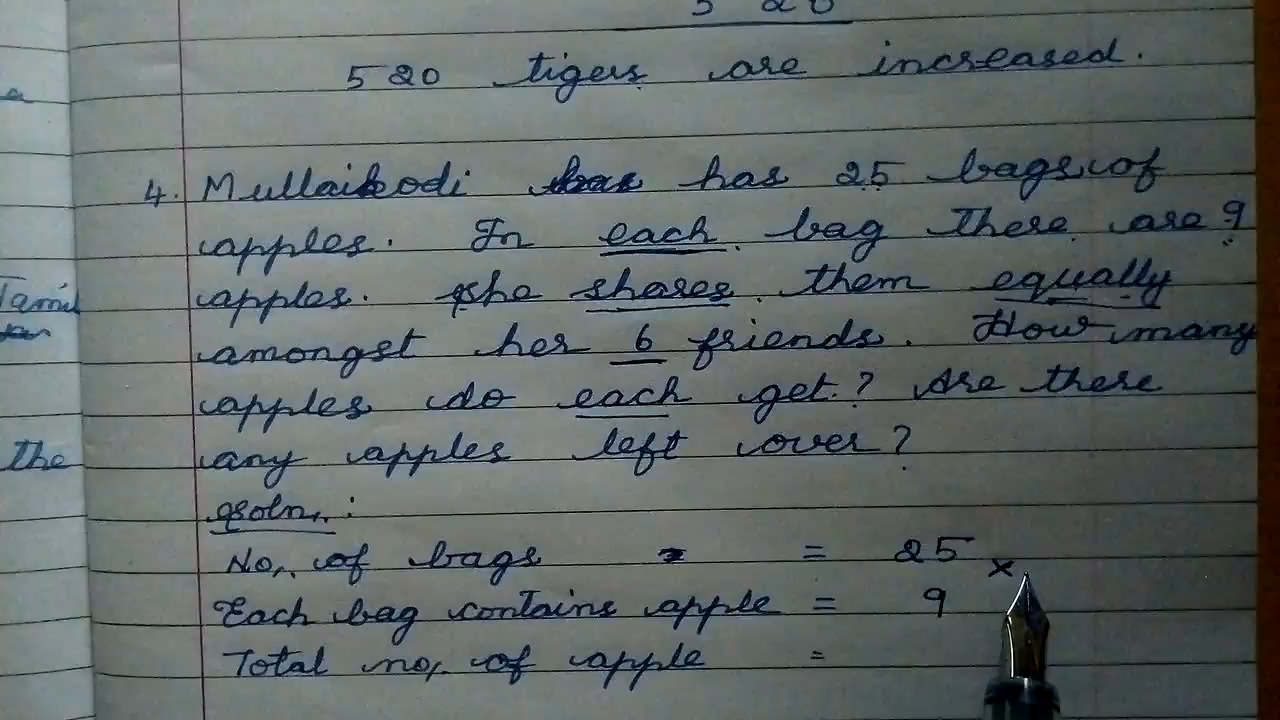 520
520 tigers are increased.
4. Mullaikodi has has 25 bags of
apples. In each bag there are 9
apples. She shares them equally
amongst her 6 friends. How many
apples do each get? Are there
any apples left over?
Soln:
No. of bags = = 25 ×
Each bag contains apple = 9
Total no. of apple =
Tamil
the